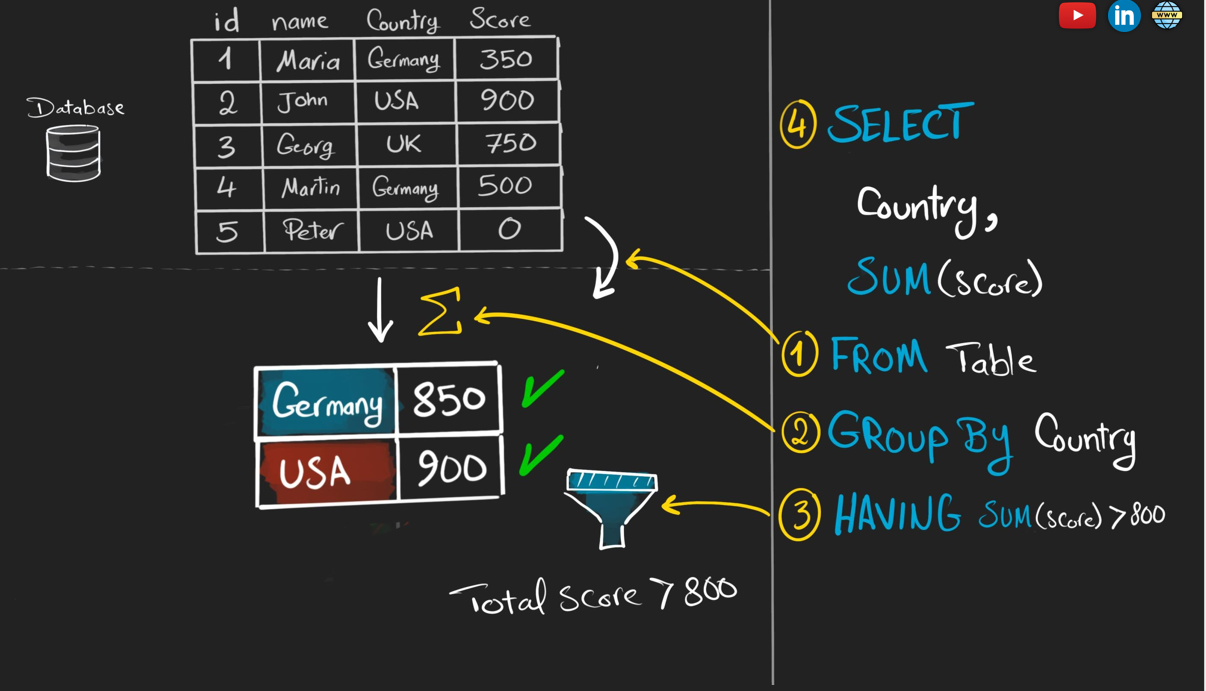 id name Country Score
1 Maria Germany 350
2 John USA 900
3 Georg UK 750
4 Martin Germany 500
5 Peter USA 0
Database
Σ
Germany 850
USA 900
Total Score > 800
in
WWW
4 SELECT
Country,
SUM(score)
1 FROM Table
2 GROUP BY Country
3 HAVING SUM(score) > 800